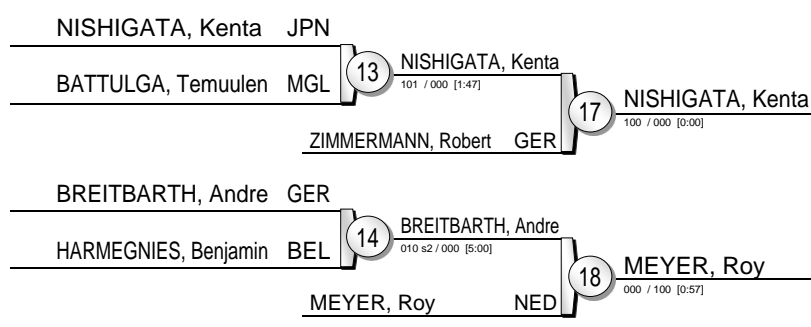 NISHIGATA, Kenta JPN
13
NISHIGATA, Kenta
101 / 000 [1:47]
BATTULGA, Temuulen MGL
17
NISHIGATA, Kenta
100 / 000 [0:00]
ZIMMERMANN, Robert GER
BREITBARTH, Andre GER
14
BREITBARTH, Andre
010 s2 / 000 [5:00]
HARMEGNIES, Benjamin BEL
18
MEYER, Roy
000 / 100 [0:57]
MEYER, Roy NED